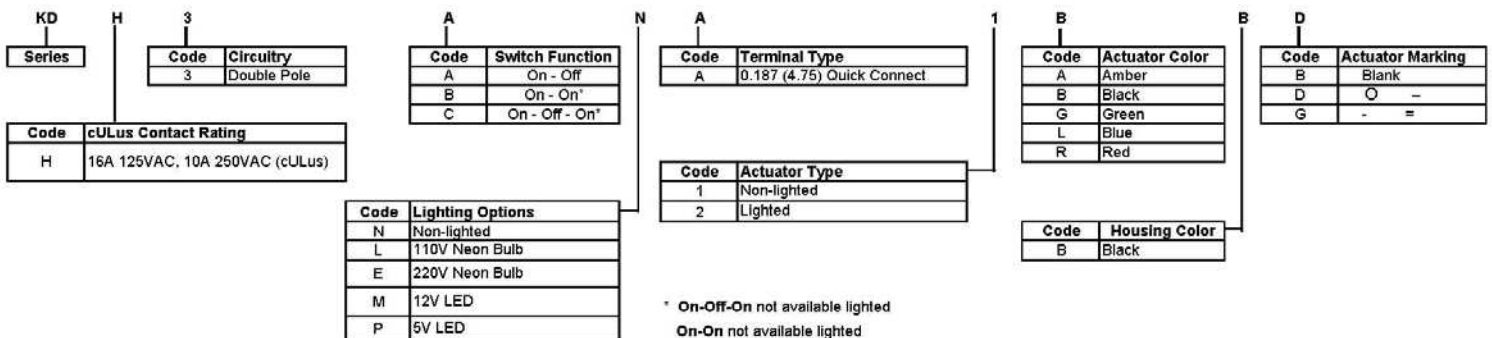 KD H 3 A N A 1 B B D
Series
Code Circuitry
3 Double Pole
Code Switch Function
A On - Off
B On - On*
C On - Off - On*
Code Terminal Type
A 0.187 (4.75) Quick Connect
Code Actuator Color
A Amber
B Black
G Green
L Blue
R Red
Code Actuator Marking
B Blank
D O –
G - =
Code cULus Contact Rating
H 16A 125VAC, 10A 250VAC (cULus)
Code Actuator Type
1 Non-lighted
2 Lighted
Code Lighting Options
N Non-lighted
L 110V Neon Bulb
E 220V Neon Bulb
M 12V LED
P 5V LED
Code Housing Color
B Black
* On-Off-On not available lighted
On-On not available lighted